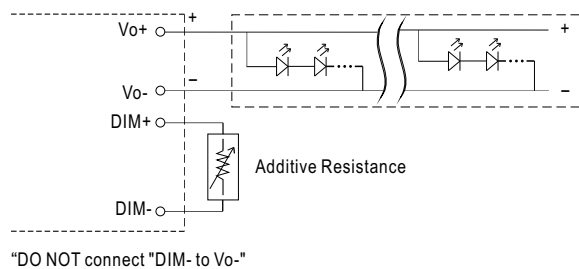 Vo+
+
+
Vo-
−
−
DIM+
Additive Resistance
DIM-
“DO NOT connect "DIM- to Vo-"